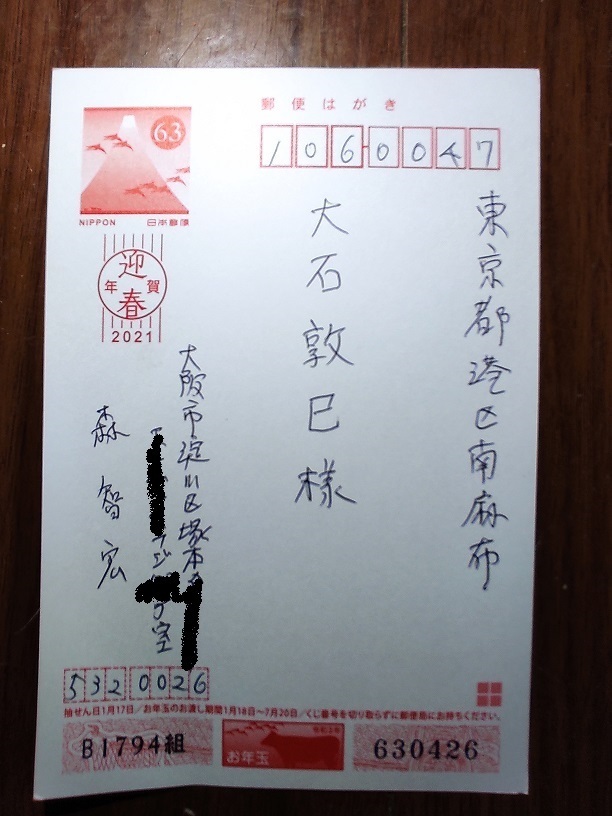 郵便はがき
1060047
東京都港区南麻布
大石敦巳様
63
NIPPON 日本郵便
迎春
年賀
2021
大阪市淀川区塚本
号室
森智宏
5320026
抽せん日1月17日/お年玉のお渡し期間1月18日~7月20日/くじ番号を切り取らずに郵便局にお持ちください。
B1794組
お年玉
630426